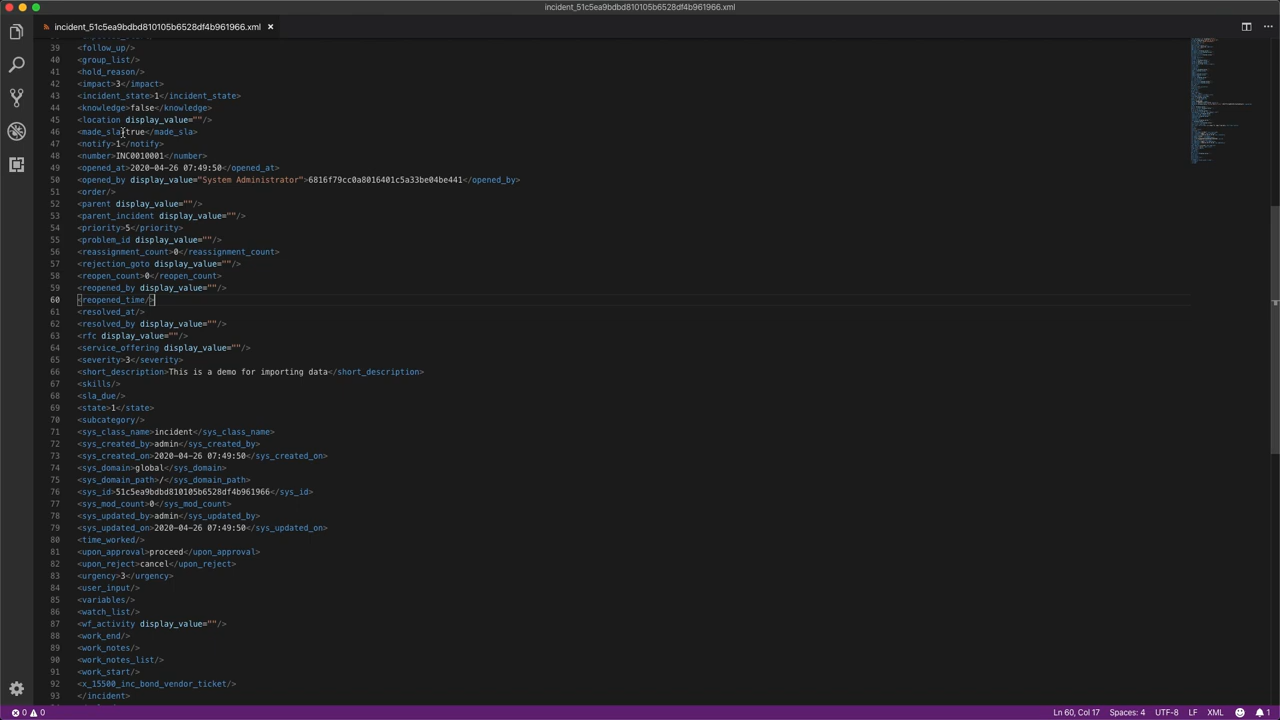 incident_51c5ea9bdbd810105b6528df4b961966.xml
incident_51c5ea9bdbd810105b6528df4b961966.xml ×
39 <follow_up/>
40 <group_list/>
41 <hold_reason/>
42 <impact>3</impact>
43 <incident_state>1</incident_state>
44 <knowledge>false</knowledge>
45 <location display_value=""/>
46 <made_sla>true</made_sla>
47 <notify>1</notify>
48 <number>INC0010001</number>
49 <opened_at>2020-04-26 07:49:50</opened_at>
50 <opened_by display_value="System Administrator">6816f79cc0a8016401c5a33be04be441</opened_by>
51 <order/>
52 <parent display_value=""/>
53 <parent_incident display_value=""/>
54 <priority>5</priority>
55 <problem_id display_value=""/>
56 <reassignment_count>0</reassignment_count>
57 <rejection_goto display_value=""/>
58 <reopen_count>0</reopen_count>
59 <reopened_by display_value=""/>
60 <reopened_time/>
61 <resolved_at/>
62 <resolved_by display_value=""/>
63 <rfc display_value=""/>
64 <service_offering display_value=""/>
65 <severity>3</severity>
66 <short_description>This is a demo for importing data</short_description>
67 <skills/>
68 <sla_due/>
69 <state>1</state>
70 <subcategory/>
71 <sys_class_name>incident</sys_class_name>
72 <sys_created_by>admin</sys_created_by>
73 <sys_created_on>2020-04-26 07:49:50</sys_created_on>
74 <sys_domain>global</sys_domain>
75 <sys_domain_path>/</sys_domain_path>
76 <sys_id>51c5ea9bdbd810105b6528df4b961966</sys_id>
77 <sys_mod_count>0</sys_mod_count>
78 <sys_updated_by>admin</sys_updated_by>
79 <sys_updated_on>2020-04-26 07:49:50</sys_updated_on>
80 <time_worked/>
81 <upon_approval>proceed</upon_approval>
82 <upon_reject>cancel</upon_reject>
83 <urgency>3</urgency>
84 <user_input/>
85 <variables/>
86 <watch_list/>
87 <wf_activity display_value=""/>
88 <work_end/>
89 <work_notes/>
90 <work_notes_list/>
91 <work_start/>
92 <x_15500_inc_bond_vendor_ticket/>
93 </incident>
0 0 Ln 60, Col 17 Spaces: 4 UTF-8 LF XML 1